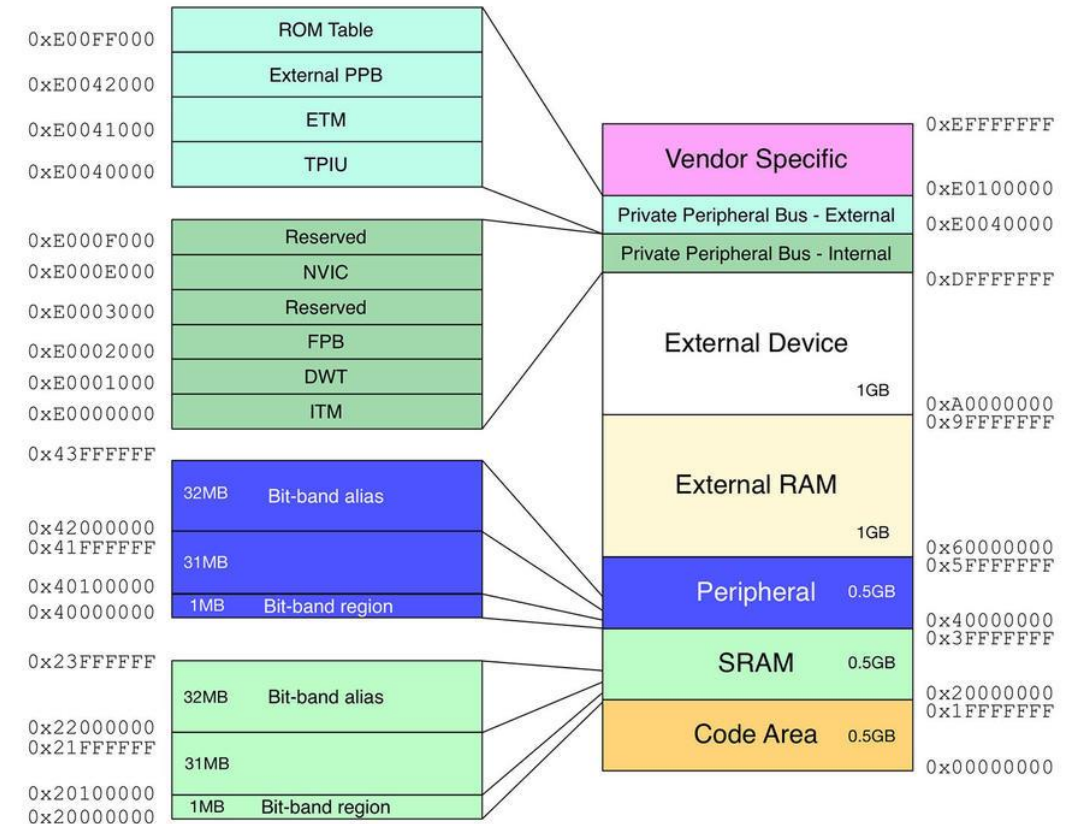 0xE00FF000
ROM Table
0xE0042000
External PPB
0xE0041000
ETM
0xE0040000
TPIU
0xE000F000
Reserved
0xE000E000
NVIC
0xE0003000
Reserved
0xE0002000
FPB
0xE0001000
DWT
0xE0000000
ITM
0x43FFFFFF
32MB Bit-band alias
0x42000000
0x41FFFFFF
31MB
0x40100000
0x40000000
1MB Bit-band region
0x23FFFFFF
32MB Bit-band alias
0x22000000
0x21FFFFFF
31MB
0x20100000
1MB Bit-band region
0x20000000
0xEFFFFFFF
Vendor Specific
0xE0100000
Private Peripheral Bus - External
0xE0040000
Private Peripheral Bus - Internal
0xDFFFFFFF
External Device
1GB
0xA0000000
0x9FFFFFFF
External RAM
1GB
0x60000000
0x5FFFFFFF
Peripheral 0.5GB
0x40000000
0x3FFFFFFF
SRAM 0.5GB
0x20000000
0x1FFFFFFF
Code Area 0.5GB
0x00000000